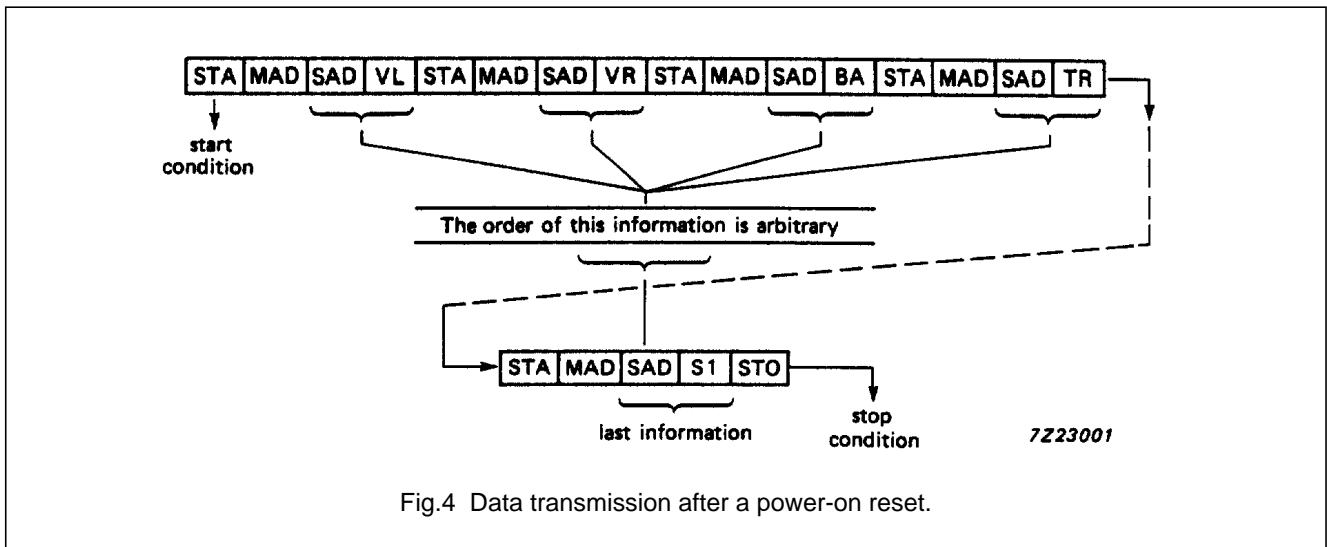 STA MAD SAD VL STA MAD SAD VR STA MAD SAD BA STA MAD SAD TR
start
condition
The order of this information is arbitrary
STA MAD SAD S1 STO
last information
stop
condition
7Z23001
Fig.4 Data transmission after a power-on reset.